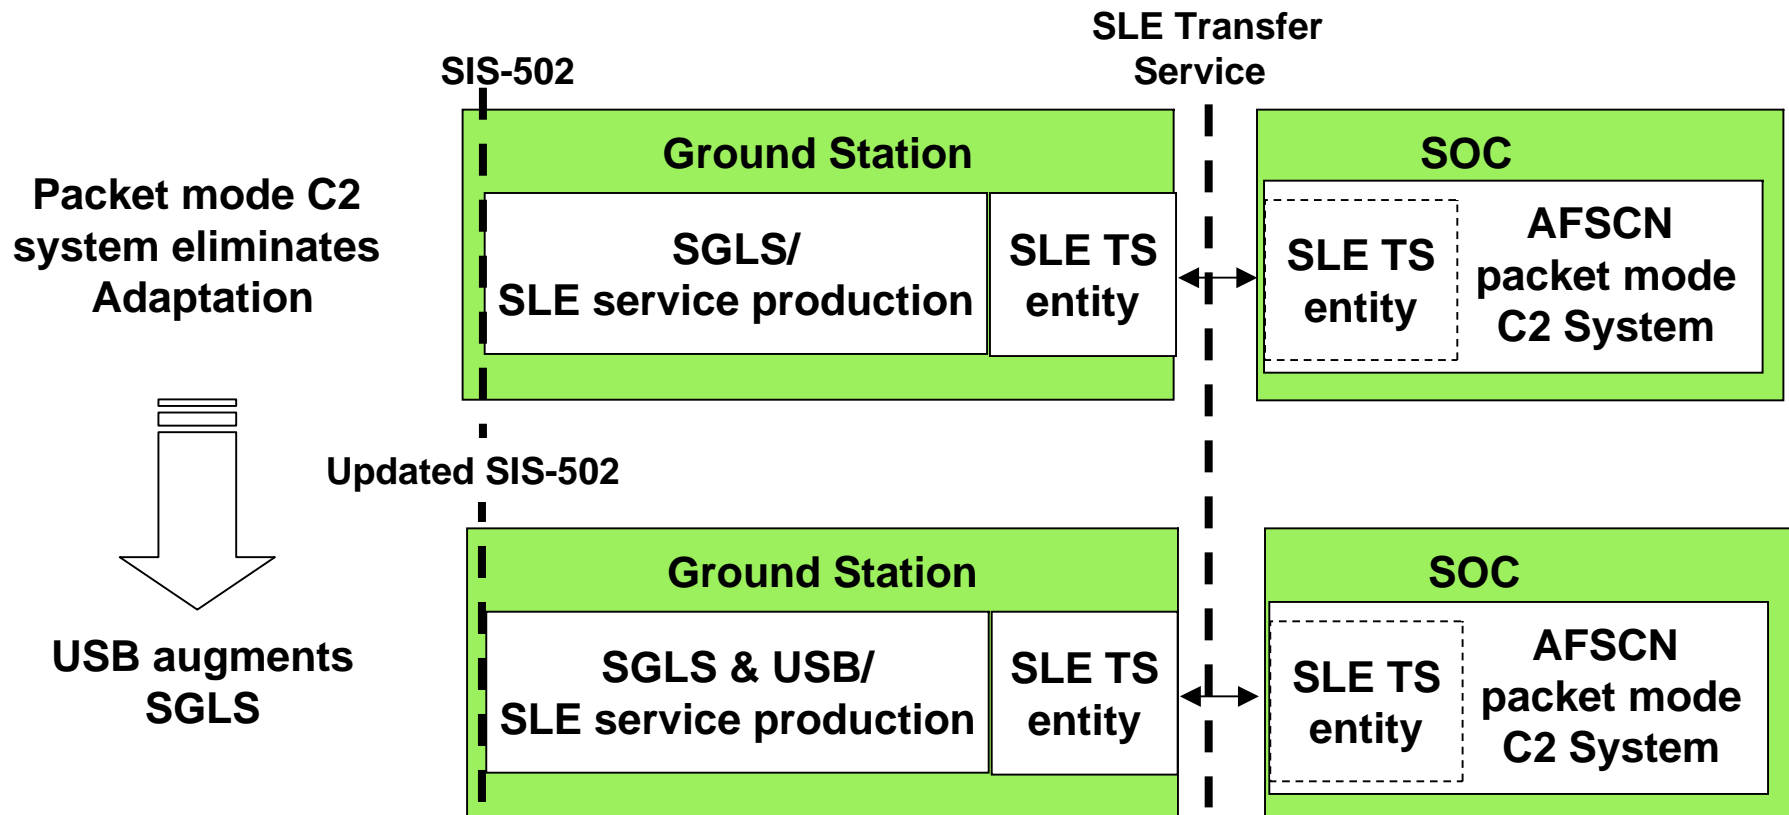 SLE Transfer
Service
SIS-502
Packet mode C2
system eliminates
Adaptation
Ground Station
SGLS/
SLE service production
SLE TS
entity
SOC
SLE TS
entity
AFSCN
packet mode
C2 System
Updated SIS-502
USB augments
SGLS
Ground Station
SGLS & USB/
SLE service production
SLE TS
entity
SOC
SLE TS
entity
AFSCN
packet mode
C2 System